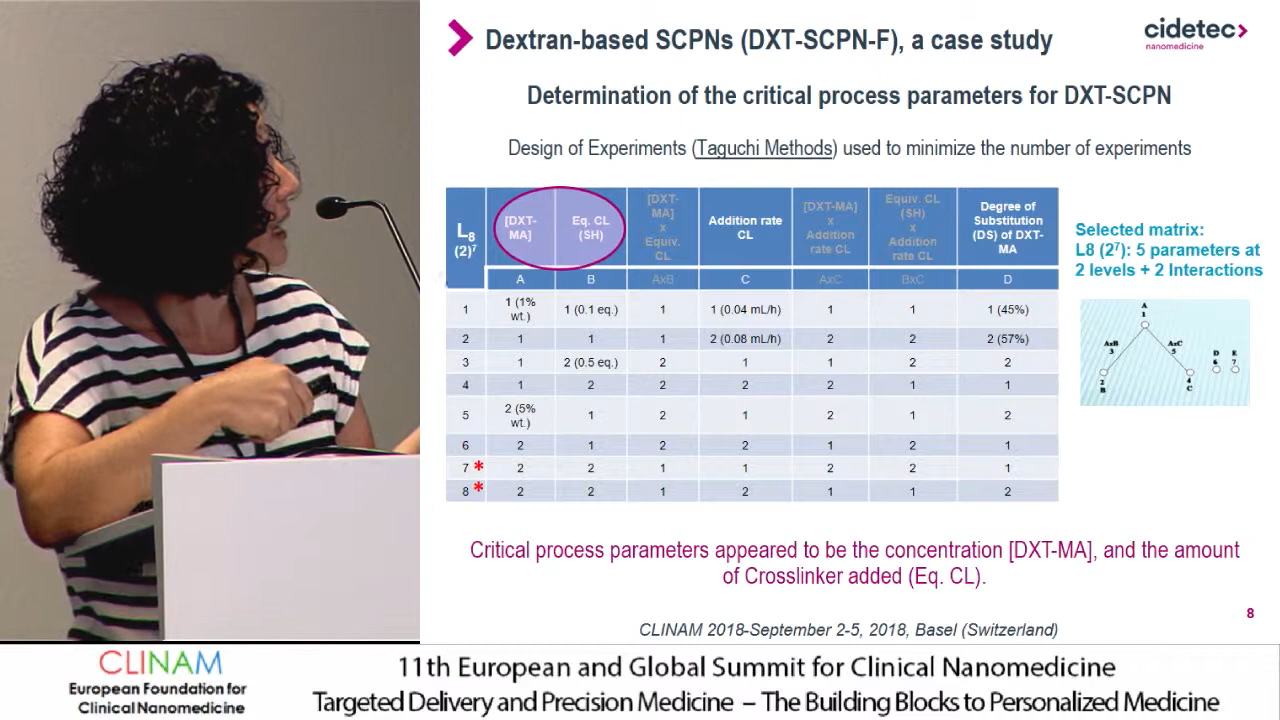 Dextran-based SCPNs (DXT-SCPN-F), a case study
cidetec>
nanomedicine
Determination of the critical process parameters for DXT-SCPN
Design of Experiments (Taguchi Methods) used to minimize the number of experiments
L8 (2)⁷ [DXT-MA] Eq. CL (SH) [DXT-MA] x Equiv. CL Addition rate CL [DXT-MA] x Addition rate CL Equiv. CL (SH) x Addition rate CL Degree of Substitution (DS) of DXT-MA
A B AxB C AxC BxC D
1 1 (1% wt.) 1 (0.1 eq.) 1 1 (0.04 mL/h) 1 1 1 (45%)
2 1 1 1 2 (0.08 mL/h) 2 2 2 (57%)
3 1 2 (0.5 eq.) 2 1 1 2 2
4 1 2 2 2 2 1 1
5 2 (5% wt.) 1 2 1 2 1 2
6 2 1 2 2 1 2 1
7 * 2 2 1 1 2 2 1
8 * 2 2 1 2 1 1 2
Selected matrix:
L8 (2⁷): 5 parameters at
2 levels + 2 Interactions
A
1
AxB
3
AxC
5
D
6
E
7
2
B
4
C
Critical process parameters appeared to be the concentration [DXT-MA], and the amount
of Crosslinker added (Eq. CL).
8
CLINAM 2018-September 2-5, 2018, Basel (Switzerland)
CLINAM
European Foundation for
Clinical Nanomedicine
11th European and Global Summit for Clinical Nanomedicine
Targeted Delivery and Precision Medicine – The Building Blocks to Personalized Medicine